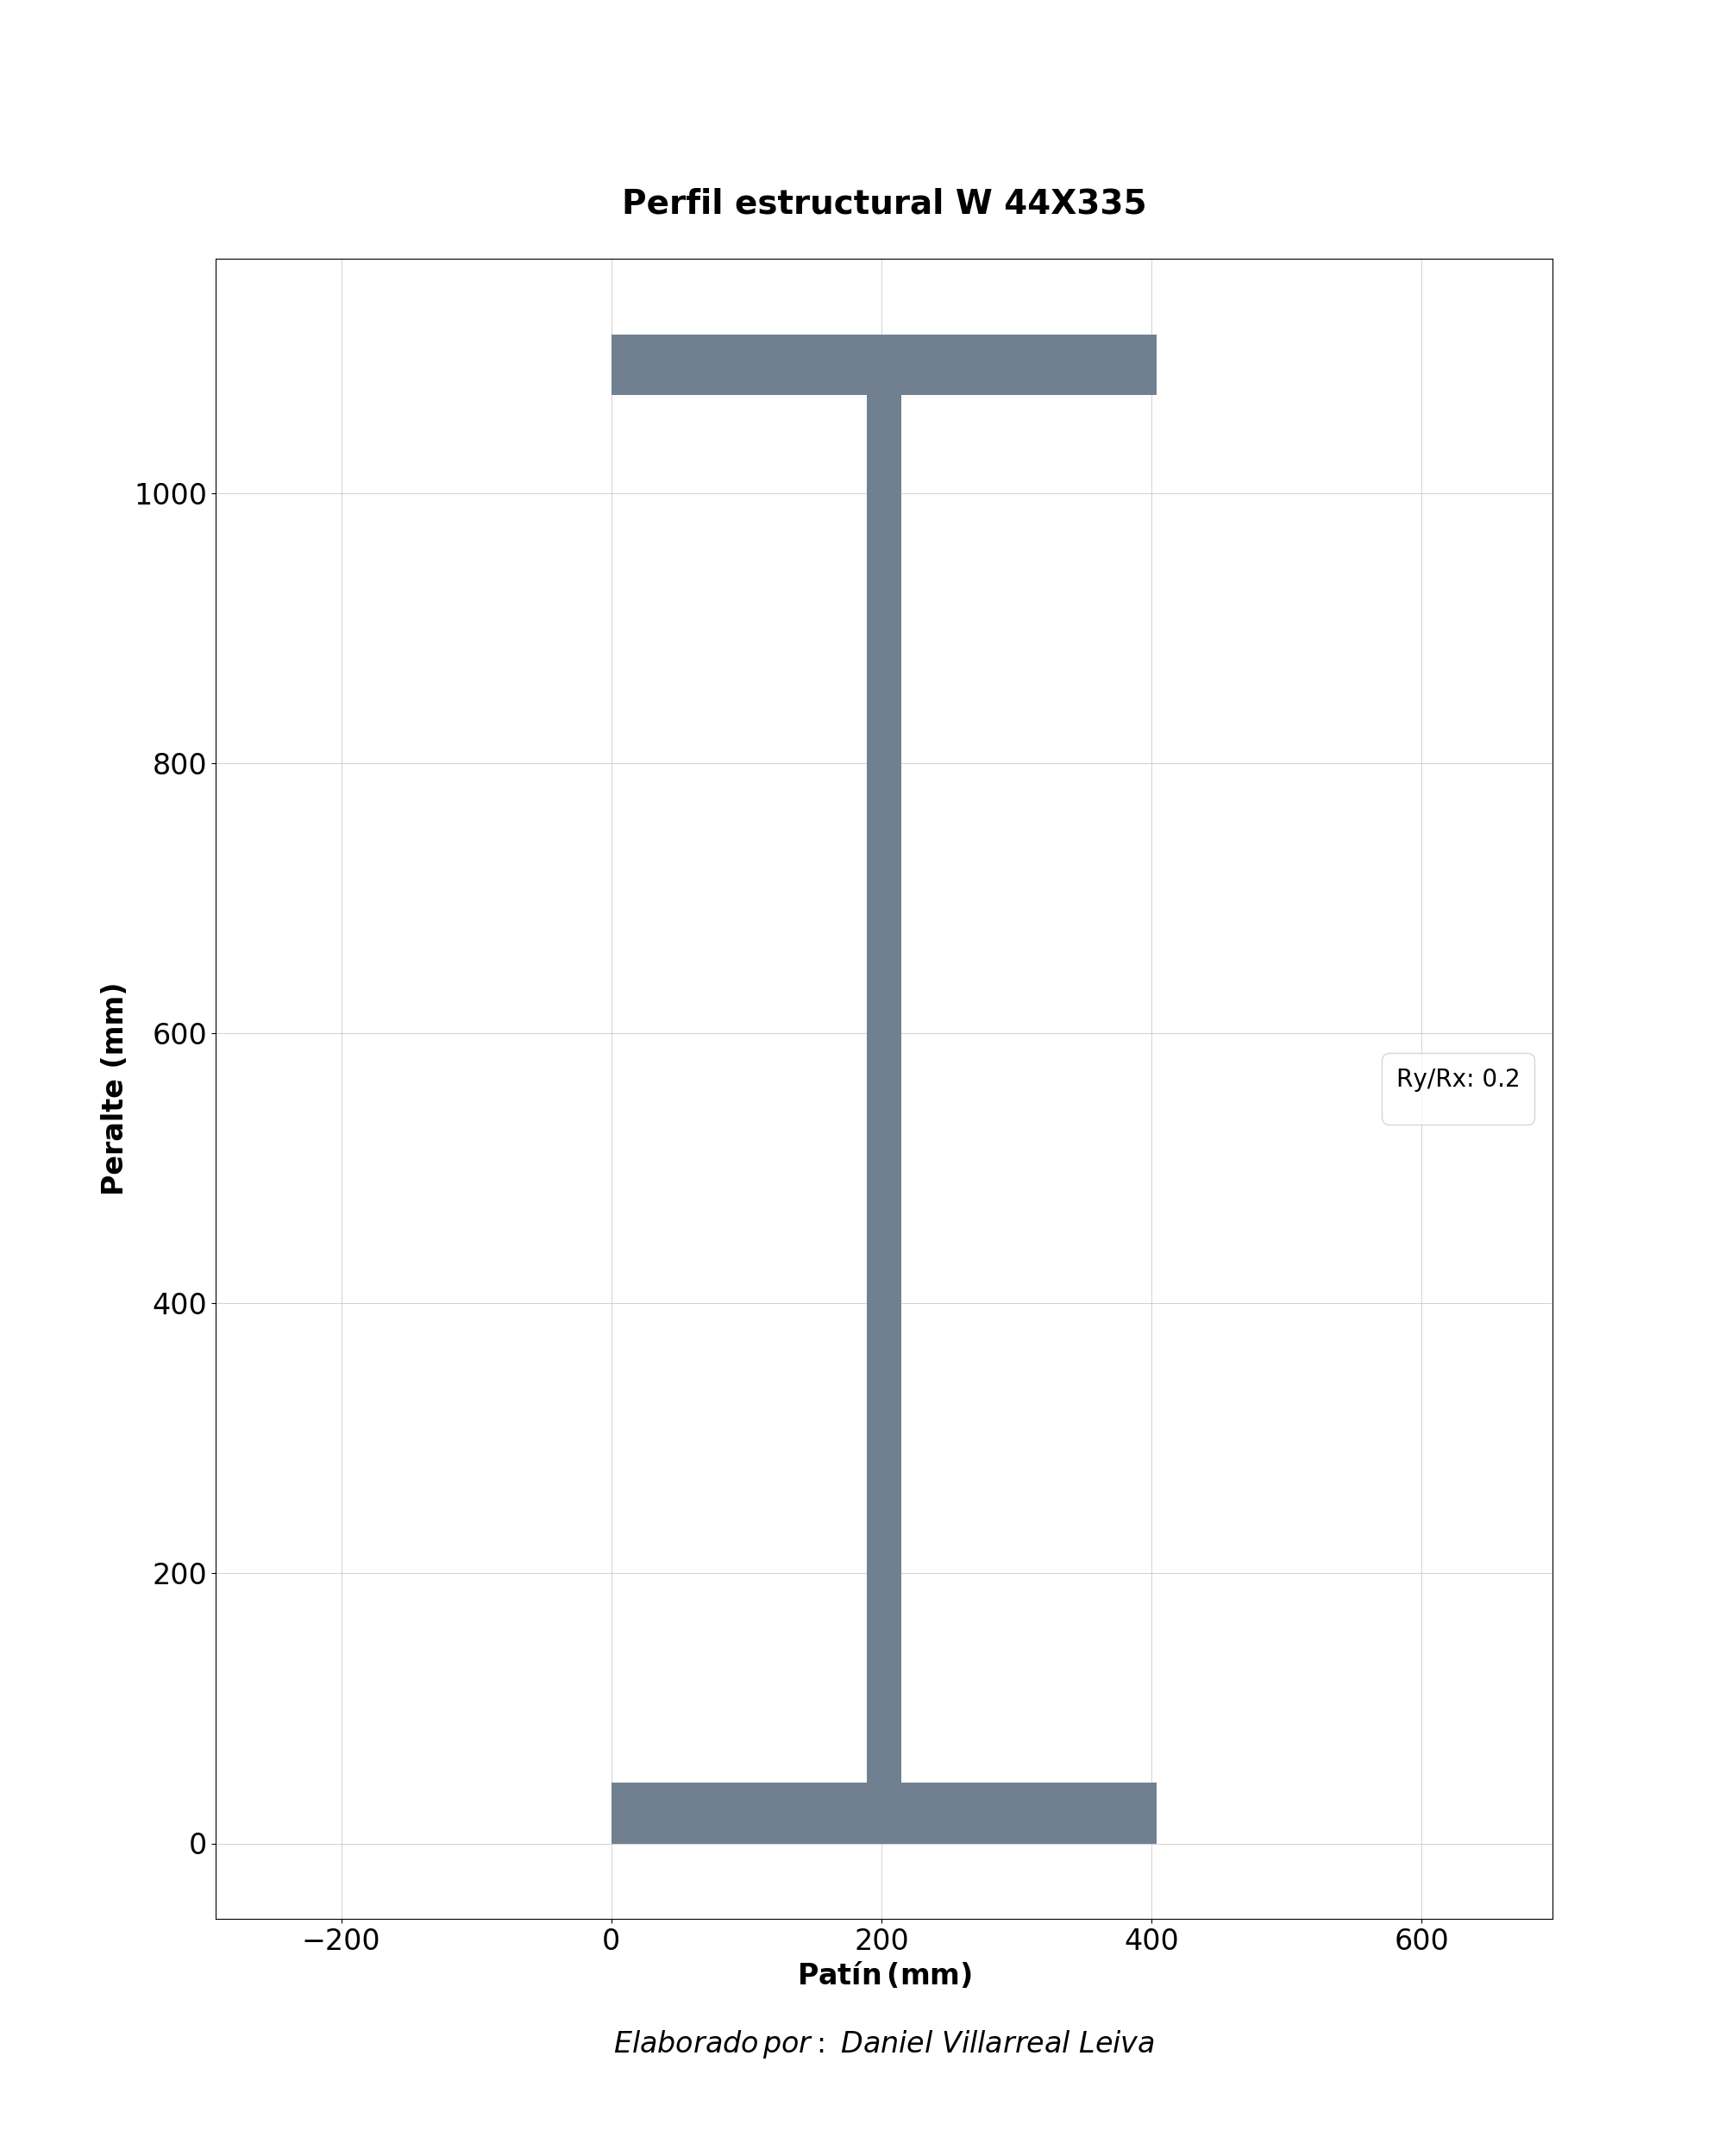 Perfil estructural W 44X335
1000
800
600
400
200
0
Peralte (mm)
Ry/Rx: 0.2
−200 0 200 400 600
Patín (mm)
Elaborado por: Daniel Villarreal Leiva